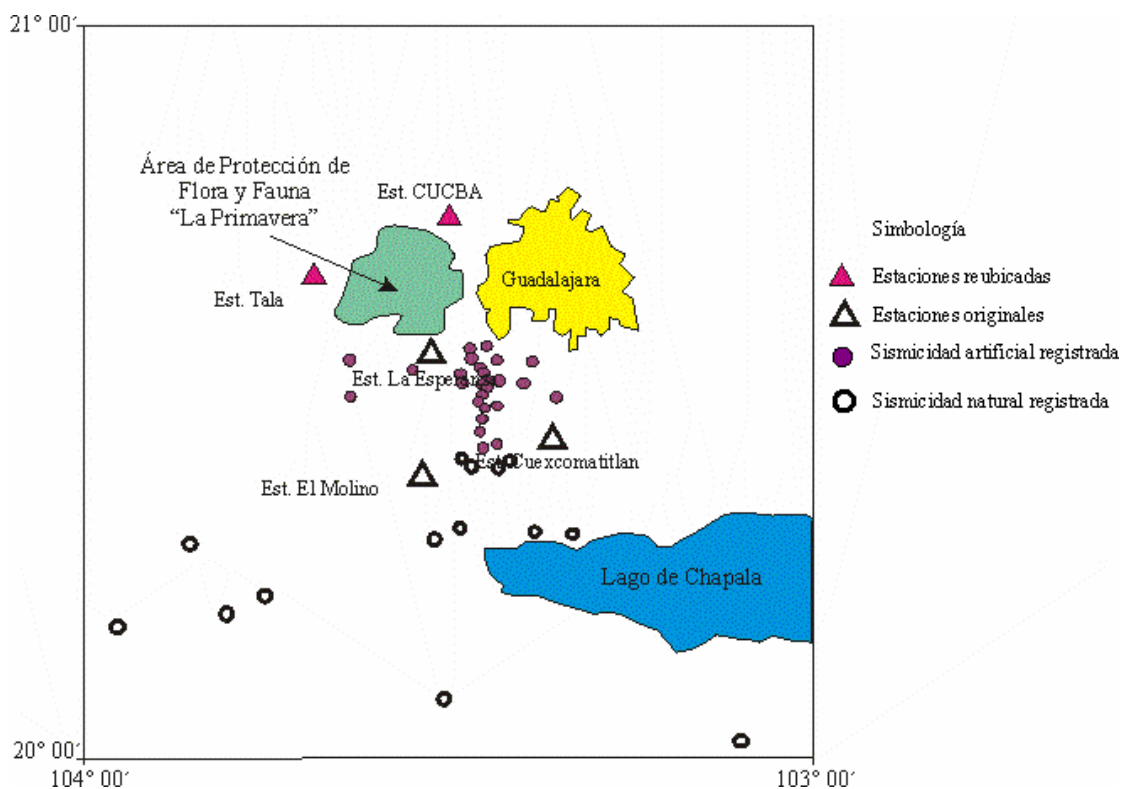 21° 00´
Área de Protección de
Flora y Fauna
“La Primavera”
Est. CUCBA
Est. Tala
Guadalajara
Est. La Esperanza
Est. Cuexcomatitlan
Est. El Molino
Lago de Chapala
20° 00´
104° 00´
103° 00´
Simbología
Estaciones reubicadas
Estaciones originales
Sismicidad artificial registrada
Sismicidad natural registrada